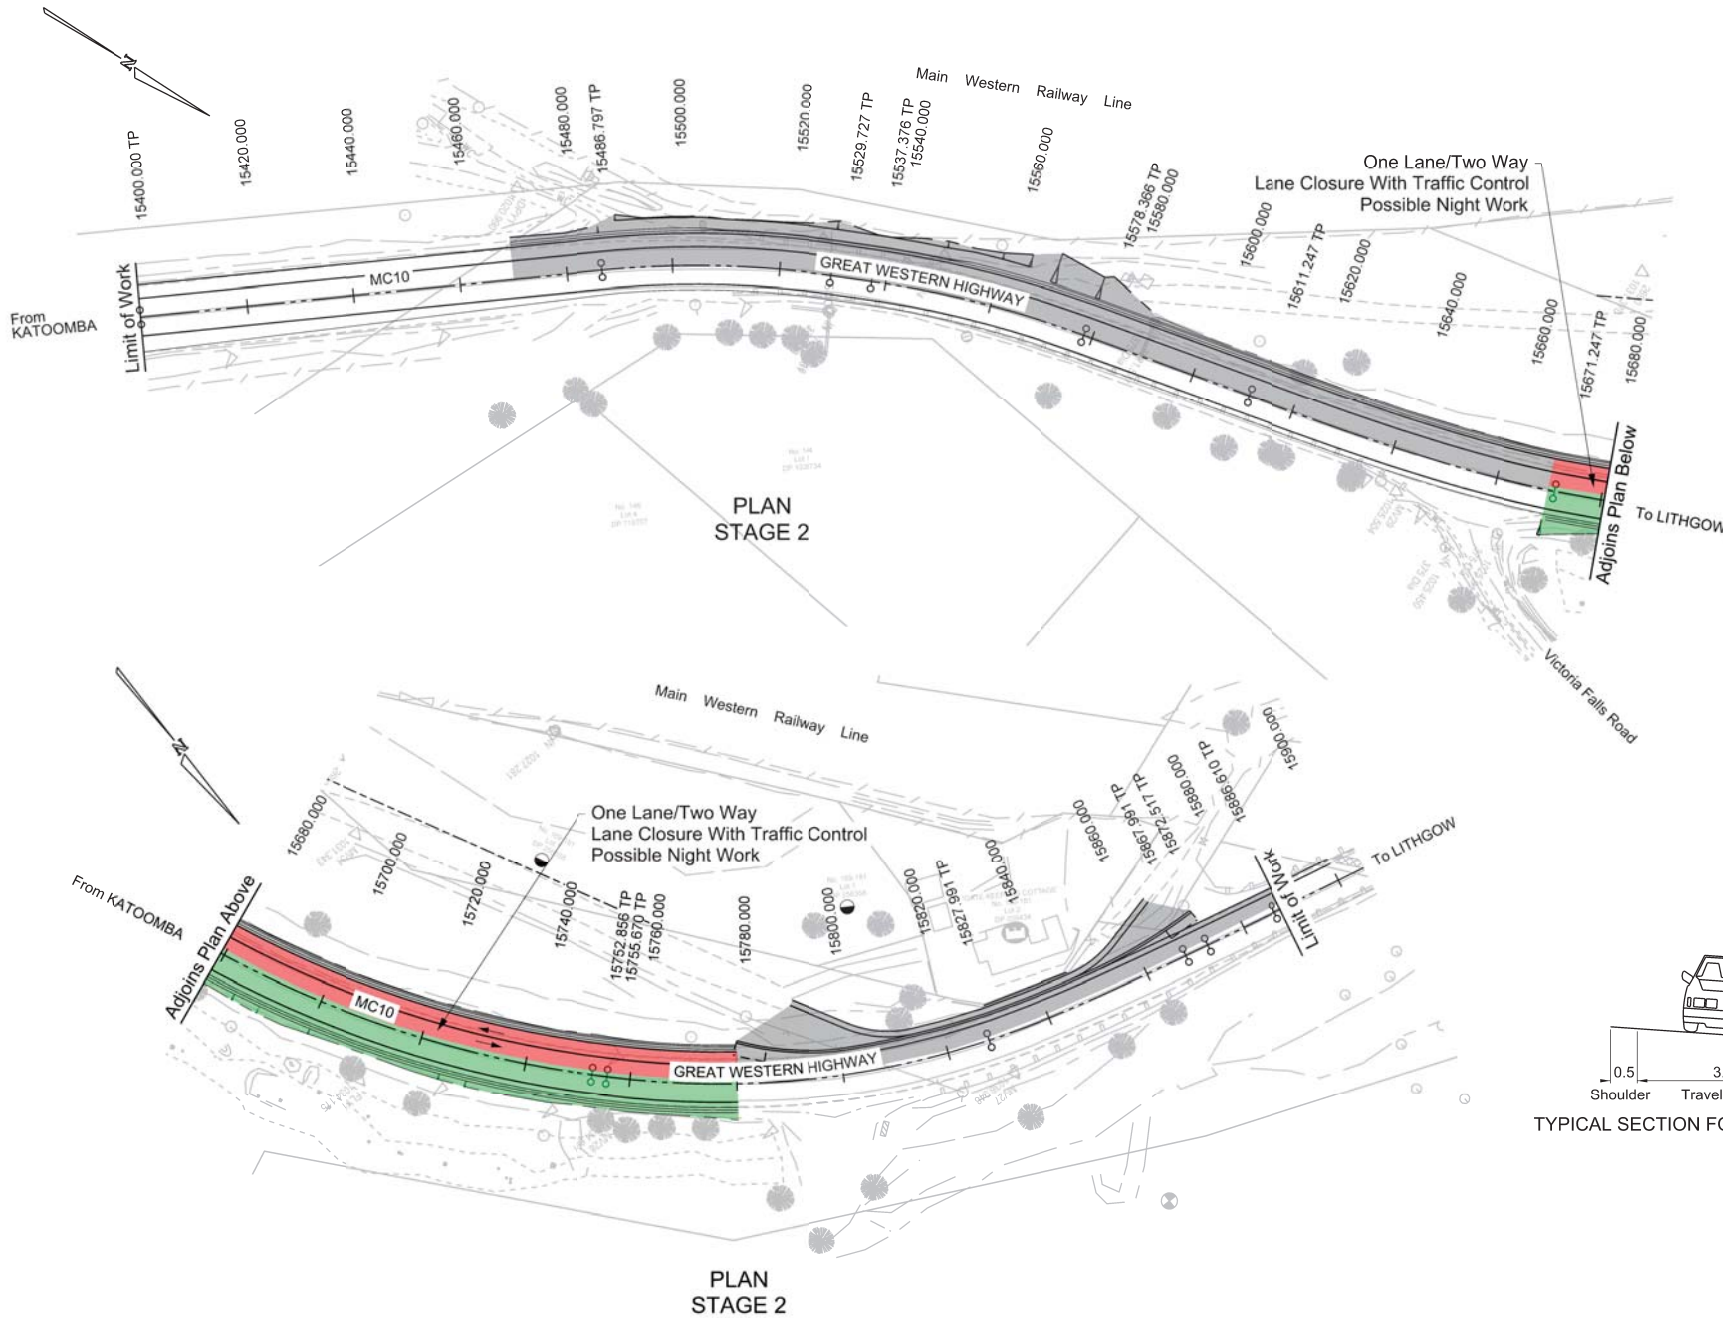 N
Main Western Railway Line
15400.000 TP
15420.000
15440.000
15460.000
15480.000
15486.797 TP
15500.000
15520.000
15529.727 TP
15537.376 TP
15540.000
15560.000
15578.366 TP
15580.000
15600.000
15611.247 TP
15620.000
15640.000
15660.000
15671.247 TP
15680.000
One Lane/Two Way
Lane Closure With Traffic Control
Possible Night Work
From
KATOOMBA
Limit of Work
MC10
GREAT WESTERN HIGHWAY
Adjoins Plan Below
To LITHGOW
PLAN
STAGE 2
Victoria Falls Road
N
Main Western Railway Line
15680.000
15700.000
15720.000
15740.000
15752.856 TP
15755.670 TP
15760.000
15780.000
15800.000
15820.000
15827.991 TP
15840.000
15860.000
15867.991 TP
15872.517 TP
15880.000
15886.610 TP
15900.000
One Lane/Two Way
Lane Closure With Traffic Control
Possible Night Work
From KATOOMBA
Adjoins Plan Above
MC10
GREAT WESTERN HIGHWAY
Limit of Work
To LITHGOW
0.5
3.
Shoulder
Travel
TYPICAL SECTION FO
PLAN
STAGE 2